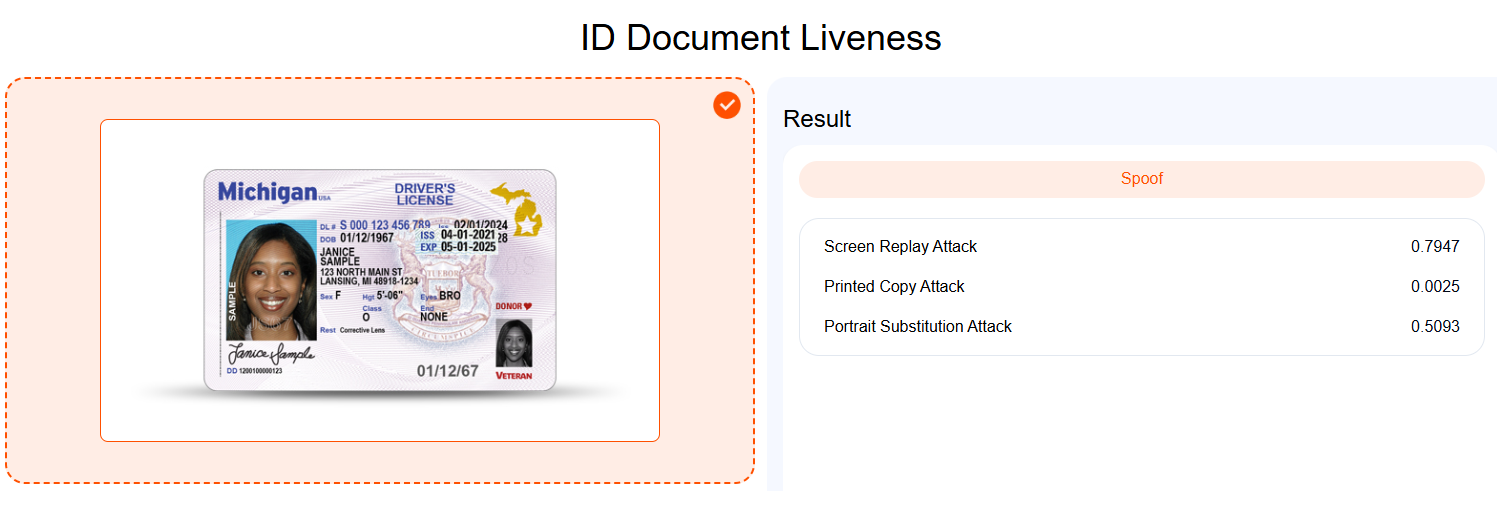 ID Document Liveness
Michigan USA
DRIVER'S
LICENSE
DL # S 000 123 456 789 02/01/2024
DOB 01/12/1967
ISS 04-01-2021
EXP 05-01-2025 28
JANICE
SAMPLE
123 NORTH MAIN ST
LANSING, MI 48918-1234
Sex F Hgt 5'-06" Eyes BRO
Class End
O NONE
Rest Corrective Lens
SAMPLE
DONOR
Janice Sample
DD 1200100000123
01/12/67
VETERAN
TUEBOR
Result
Spoof
Screen Replay Attack 0.7947
Printed Copy Attack 0.0025
Portrait Substitution Attack 0.5093